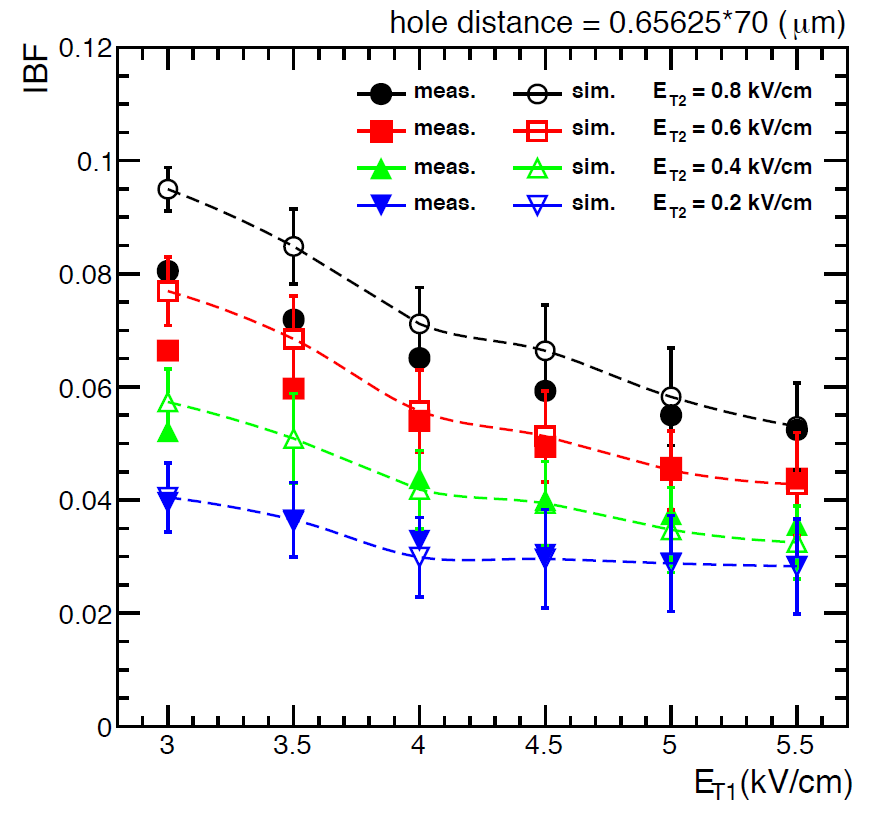 hole distance = 0.65625*70 (μm)
IBF
0.12
0.1
0.08
0.06
0.04
0.02
0
meas. sim. E_T2 = 0.8 kV/cm
meas. sim. E_T2 = 0.6 kV/cm
meas. sim. E_T2 = 0.4 kV/cm
meas. sim. E_T2 = 0.2 kV/cm
3 3.5 4 4.5 5 5.5
E_T1(kV/cm)